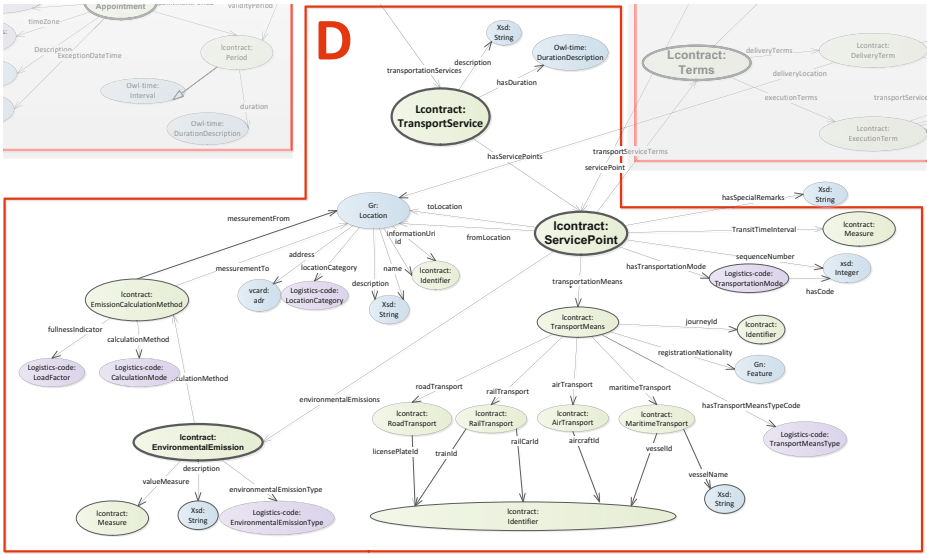 Appointment
timeZone
validityPeriod
Description
ExceptionDateTime
lcontract:
Period
Owl-time:
Interval
duration
Owl-time:
DurationDescription
D
Xsd:
String
Owl-time:
DurationDescription
description
transportationServices
hasDuration
Lcontract:
TransportService
hasServicePoints
Lcontract:
Terms
deliveryTerms
Lcontract:
DeliveryTerm
deliveryLocation
executionTerms
transportService
Lcontract:
ExecutionTerm
transportServiceTerms
servicePoint
messurementFrom
Gr:
Location
toLocation
fromLocation
informationUri
id
lcontract:
ServicePoint
hasSpecialRemarks
Xsd:
String
TransitTimeInterval
lcontract:
Measure
sequenceNumber
xsd:
Integer
hasTransportationMode
Logistics-code:
TransportationMode
hasCode
messurementTo
address
locationCategory
name
lcontract:
Identifier
description
vcard:
adr
Logistics-code:
LocationCategory
Xsd:
String
transportationMeans
lcontract:
EmissionCalculationMethod
fullnessIndicator
calculationMethod
Logistics-code:
LoadFactor
Logistics-code:
CalculationMode
culationMethod
lcontract:
TransportMeans
journeyId
lcontract:
Identifier
registrationNationality
Gn:
Feature
roadTransport
railTransport
airTransport
maritimeTransport
environmentalEmissions
hasTransportMeansTypeCode
lcontract:
RoadTransport
lcontract:
RailTransport
lcontract:
AirTransport
lcontract:
MaritimeTransport
Logistics-code:
TransportMeansType
licensePlateId
trainId
railCarId
aircraftId
vesselId
vesselName
Xsd:
String
lcontract:
Identifier
lcontract:
EnvironmentalEmission
valueMeasure
description
environmentalEmissionType
lcontract:
Measure
Xsd:
String
Logistics-code:
EnvironmentalEmissionType